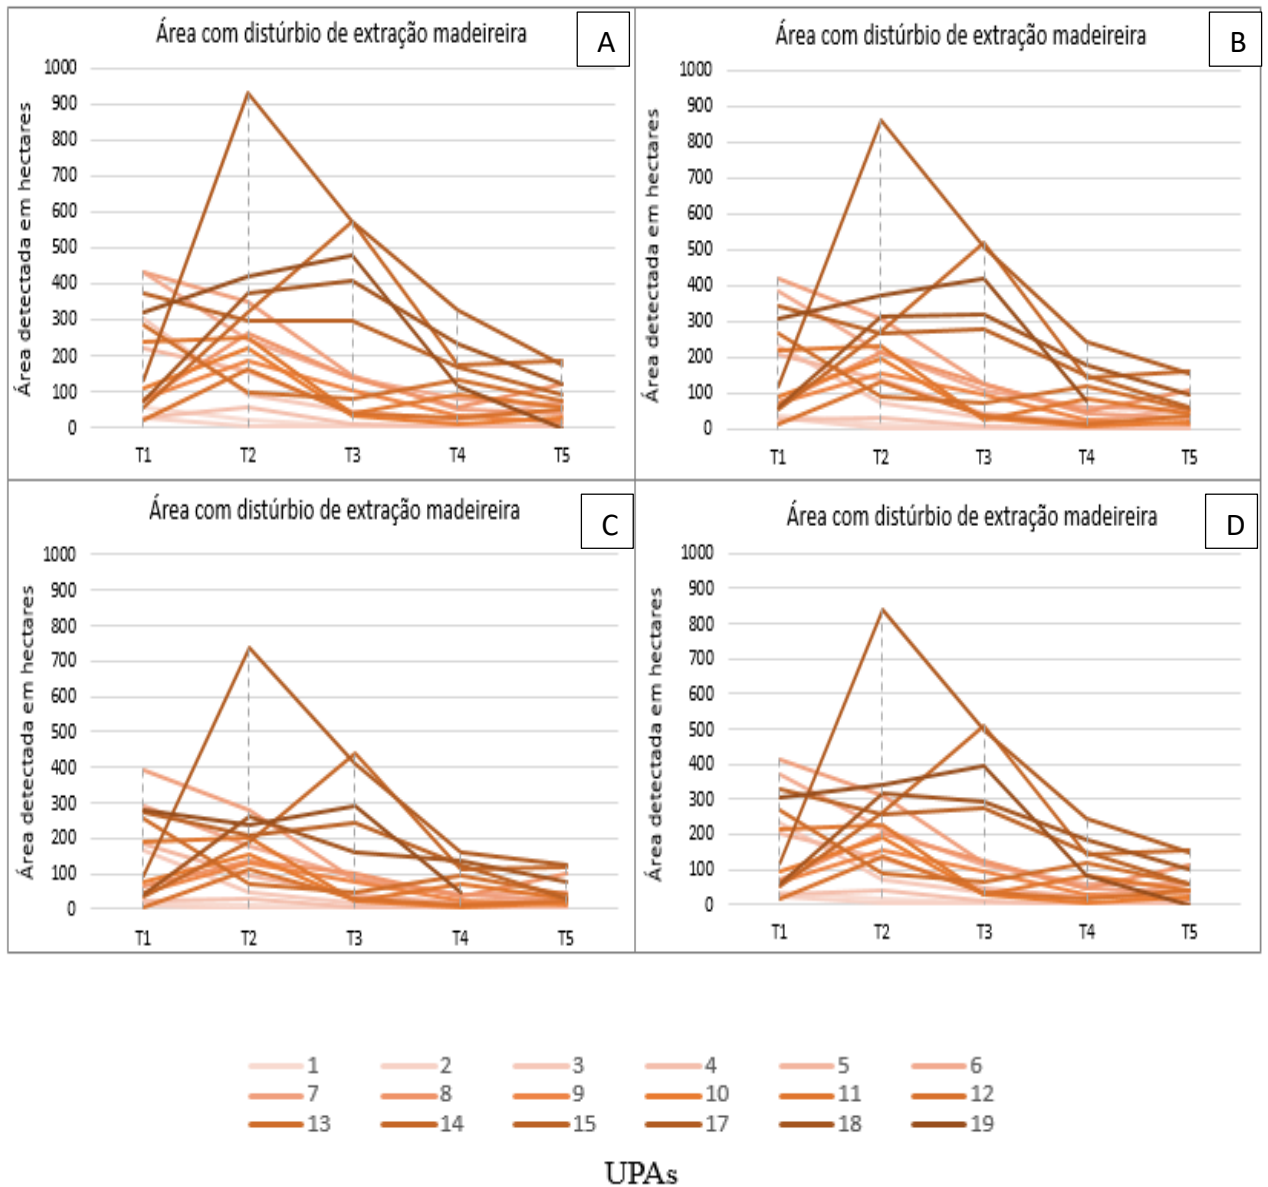 Área com distúrbio de extração madeireira
A
Área detectada em hectares
1000
900
800
700
600
500
400
300
200
100
0
T1 T2 T3 T4 T5
Área com distúrbio de extração madeireira
B
Área detectada em hectares
1000
900
800
700
600
500
400
300
200
100
0
T1 T2 T3 T4 T5
Área com distúrbio de extração madeireira
C
Área detectada em hectares
1000
900
800
700
600
500
400
300
200
100
0
T1 T2 T3 T4 T5
Área com distúrbio de extração madeireira
D
Área detectada em hectares
1000
900
800
700
600
500
400
300
200
100
0
T1 T2 T3 T4 T5
1 2 3 4 5 6
7 8 9 10 11 12
13 14 15 17 18 19
UPAs